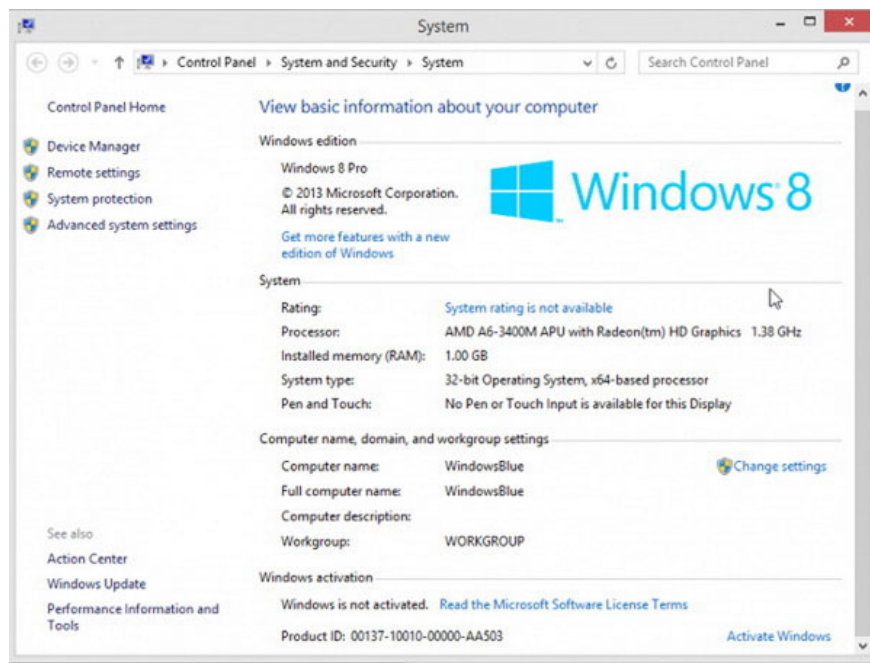 System
Control Panel System and Security System
Search Control Panel
Control Panel Home
Device Manager
Remote settings
System protection
Advanced system settings
See also
Action Center
Windows Update
Performance Information and
Tools
View basic information about your computer
Windows edition
Windows 8 Pro
© 2013 Microsoft Corporation.
All rights reserved.
Get more features with a new
edition of Windows
Windows 8
System
Rating: System rating is not available
Processor: AMD A6-3400M APU with Radeon(tm) HD Graphics 1.38 GHz
Installed memory (RAM): 1.00 GB
System type: 32-bit Operating System, x64-based processor
Pen and Touch: No Pen or Touch Input is available for this Display
Computer name, domain, and workgroup settings
Computer name: WindowsBlue
Change settings
Full computer name: WindowsBlue
Computer description:
Workgroup: WORKGROUP
Windows activation
Windows is not activated. Read the Microsoft Software License Terms
Product ID: 00137-10010-00000-AA503
Activate Windows